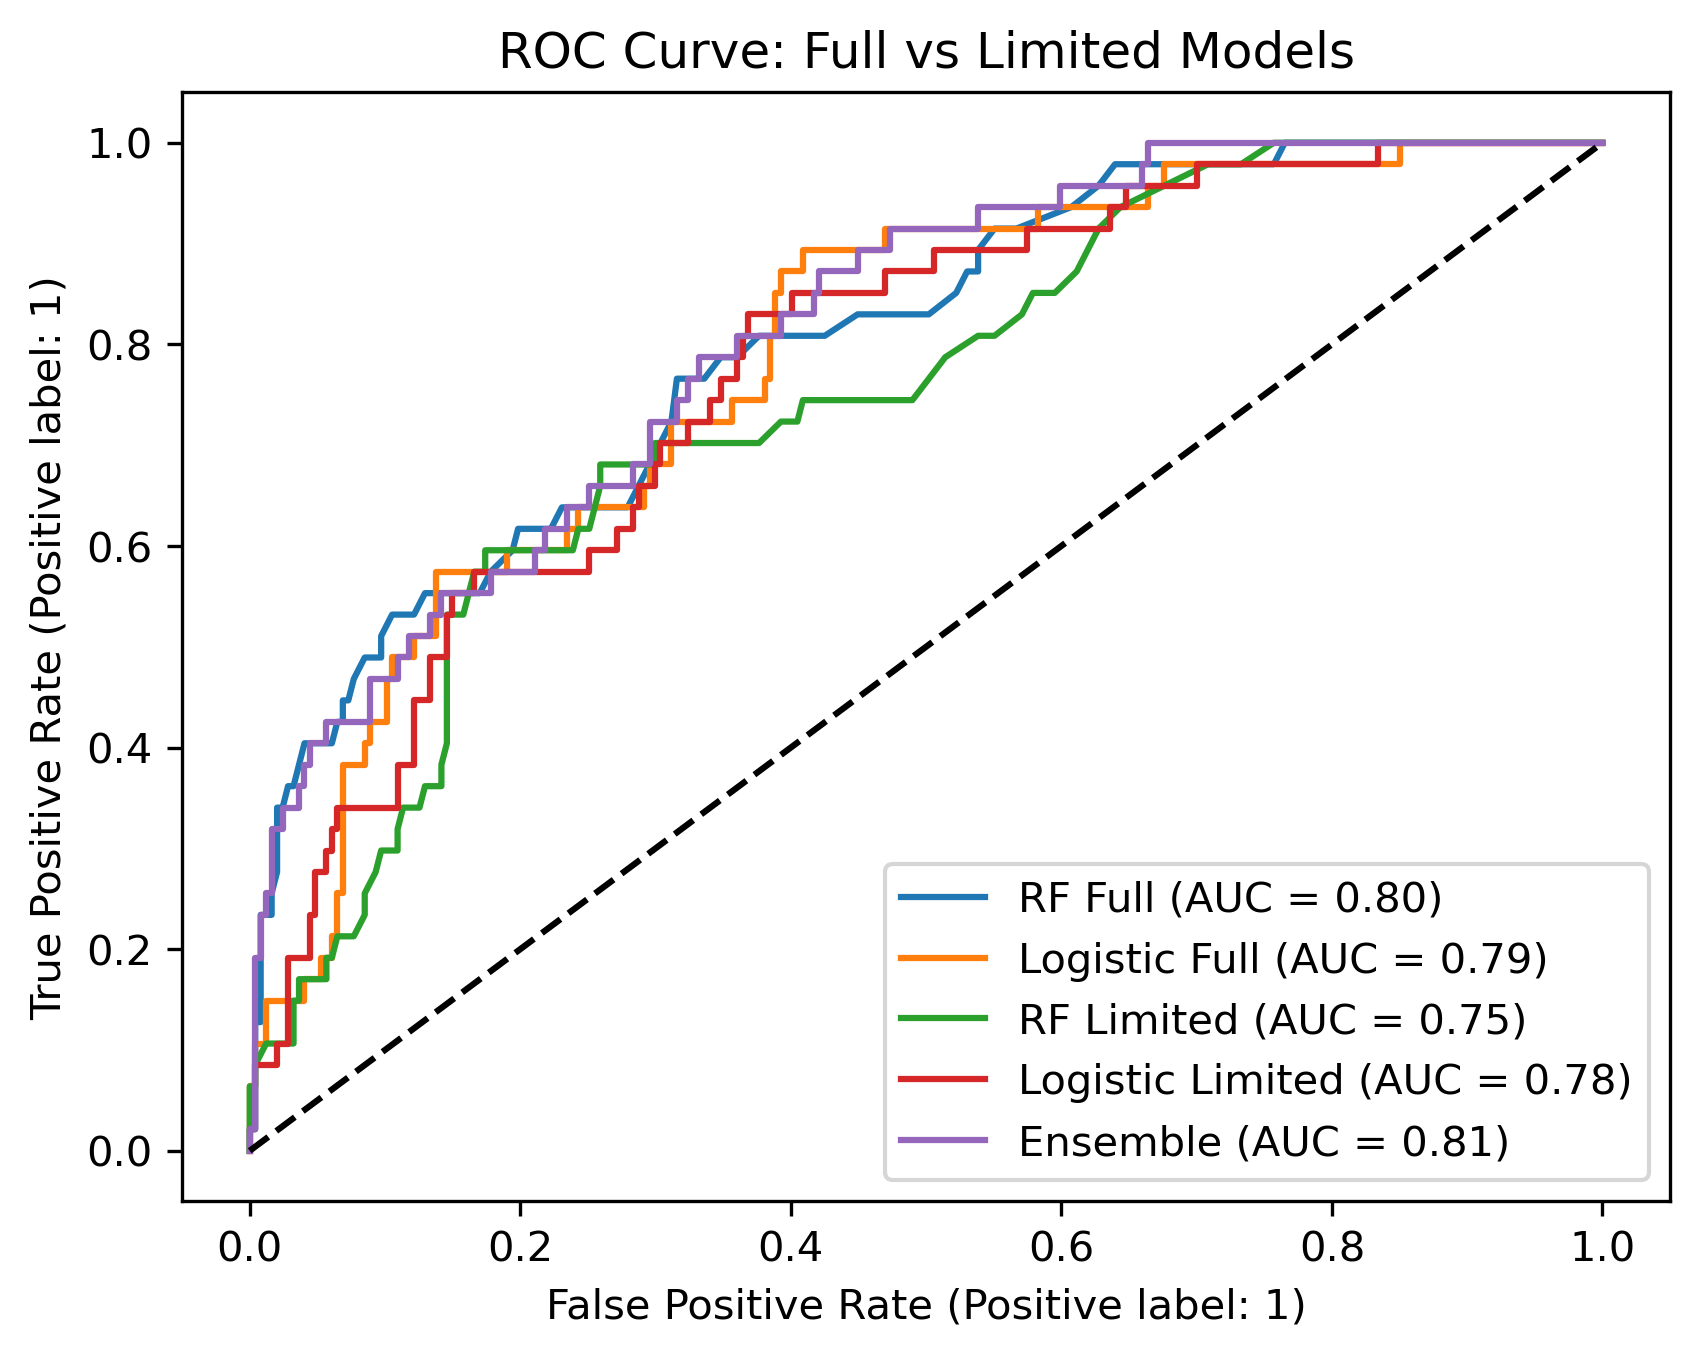 ROC Curve: Full vs Limited Models
True Positive Rate (Positive label: 1)
1.0
0.8
0.6
0.4
0.2
0.0
RF Full (AUC = 0.80)
Logistic Full (AUC = 0.79)
RF Limited (AUC = 0.75)
Logistic Limited (AUC = 0.78)
Ensemble (AUC = 0.81)
0.0 0.2 0.4 0.6 0.8 1.0
False Positive Rate (Positive label: 1)